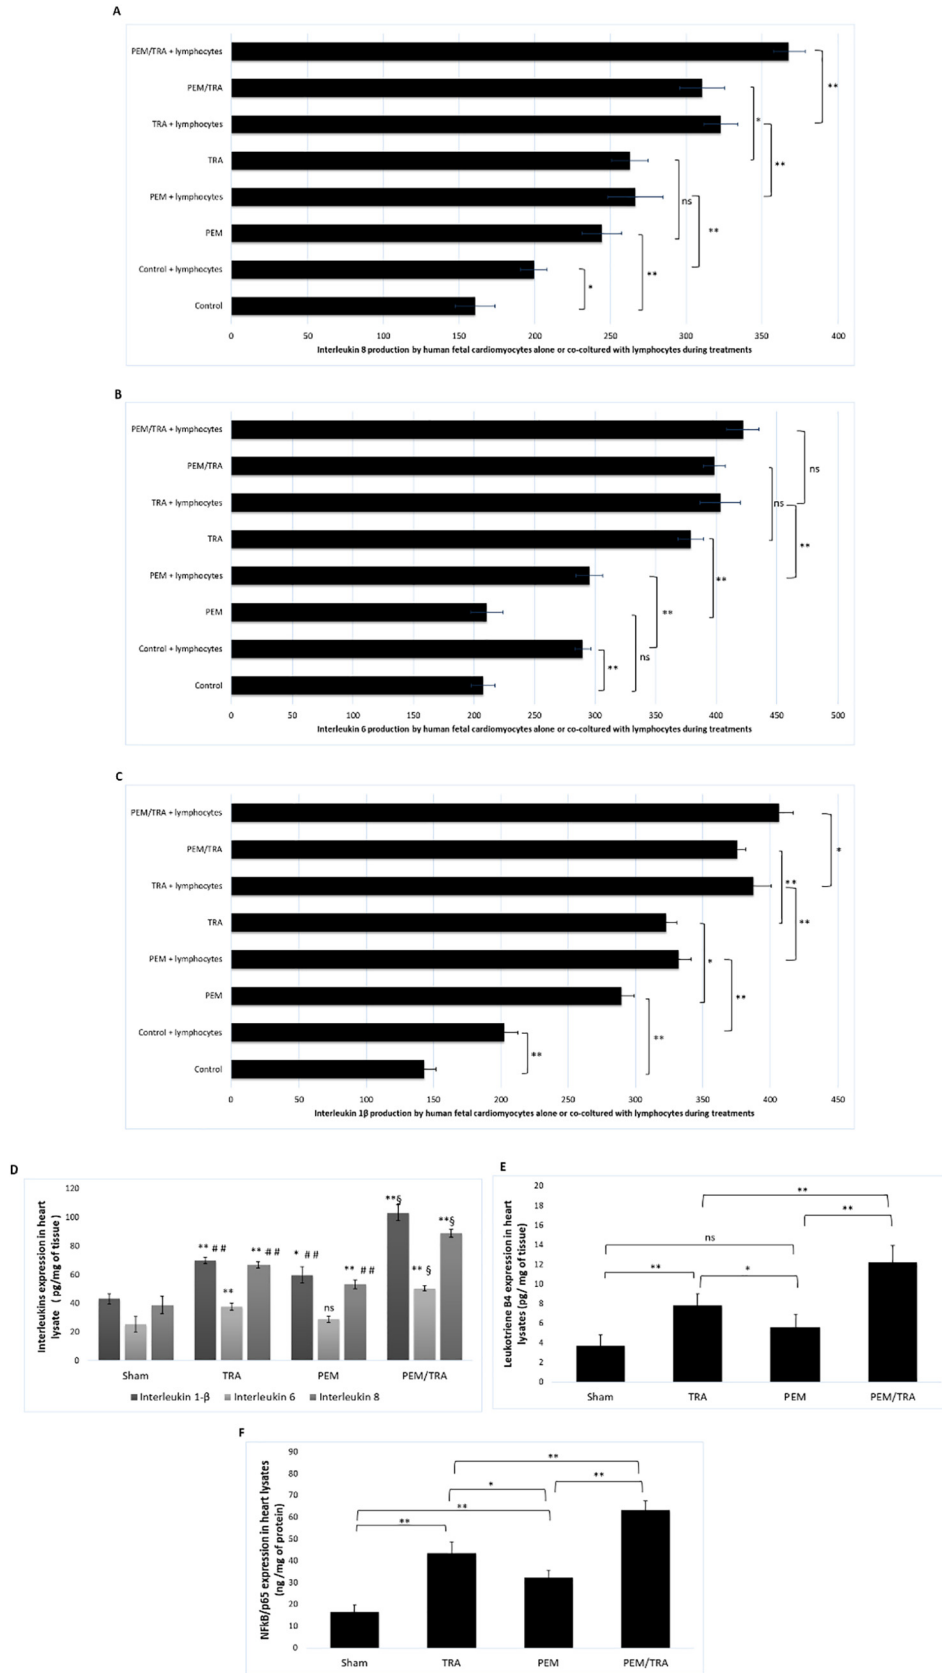 A
PEM/TRA + lymphocytes
**
PEM/TRA
TRA + lymphocytes
*
TRA
**
PEM + lymphocytes
ns
PEM
**
Control + lymphocytes
**
*
Control
0 50 100 150 200 250 300 350 400
Interleukin 8 production by human fetal cardiomyocytes alone or co-coltured with lymphocytes during treatments
B
PEM/TRA + lymphocytes
ns
PEM/TRA
TRA + lymphocytes
ns
TRA
**
PEM + lymphocytes
**
PEM
**
Control + lymphocytes
ns
**
Control
0 50 100 150 200 250 300 350 400 450 500
Interleukin 6 production by human fetal cardiomyocytes alone or co-coltured with lymphocytes during treatments
C
PEM/TRA + lymphocytes
PEM/TRA
*
TRA + lymphocytes
**
TRA
**
PEM + lymphocytes
*
PEM
**
Control + lymphocytes
**
**
Control
0 50 100 150 200 250 300 350 400 450
Interleukin 1β production by human fetal cardiomyocytes alone or co-coltured with lymphocytes during treatments
D
Interleukins expression in heart
lysate ( pg/mg of tissue )
120
100
80
60
40
20
0
** ##
**
** ##
* ##
ns
** ##
**§
** §
**§
Sham TRA PEM PEM/TRA
Interleukin 1-β Interleukin 6 Interleukin 8
E
Leukotriene B4 expression in heart
lysates (pg/ mg of tissue)
20
18
16
14
12
10
8
6
4
2
0
**
**
ns
**
*
Sham TRA PEM PEM/TRA
F
NFkB/p65 expression in heart lysates
(ng /mg of protein)
90
80
70
60
50
40
30
20
10
0
**
**
*
**
**
Sham TRA PEM PEM/TRA